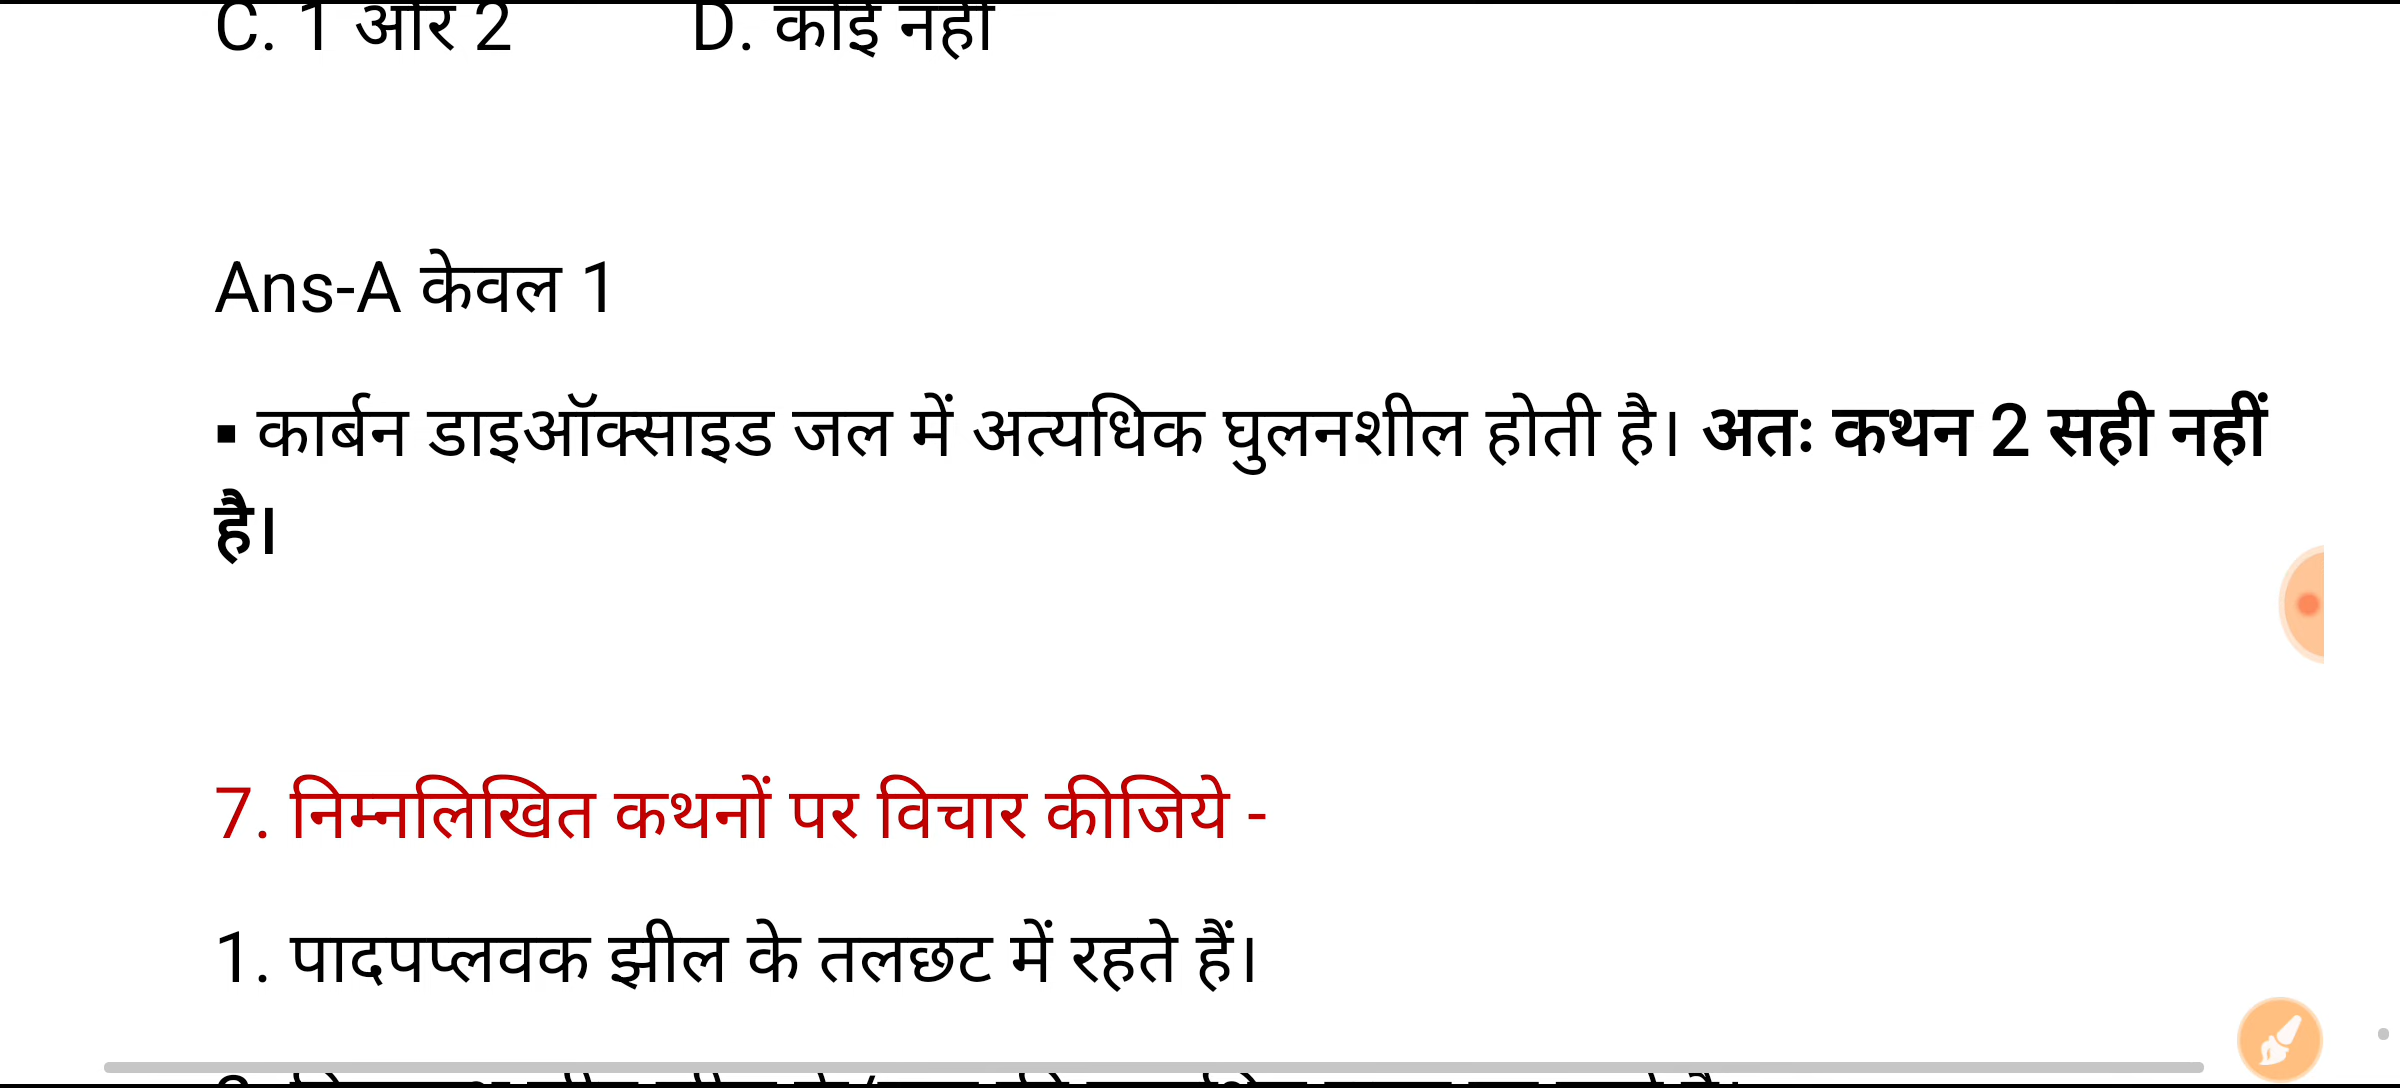 C. 1 और 2 D. कोई नहीं
Ans-A केवल 1
▪ कार्बन डाइऑक्साइड जल में अत्यधिक घुलनशील होती है। अतः कथन 2 सही नहीं
है।
7. निम्नलिखित कथनों पर विचार कीजिये -
1. पादपप्लवक झील के तलछट में रहते हैं।